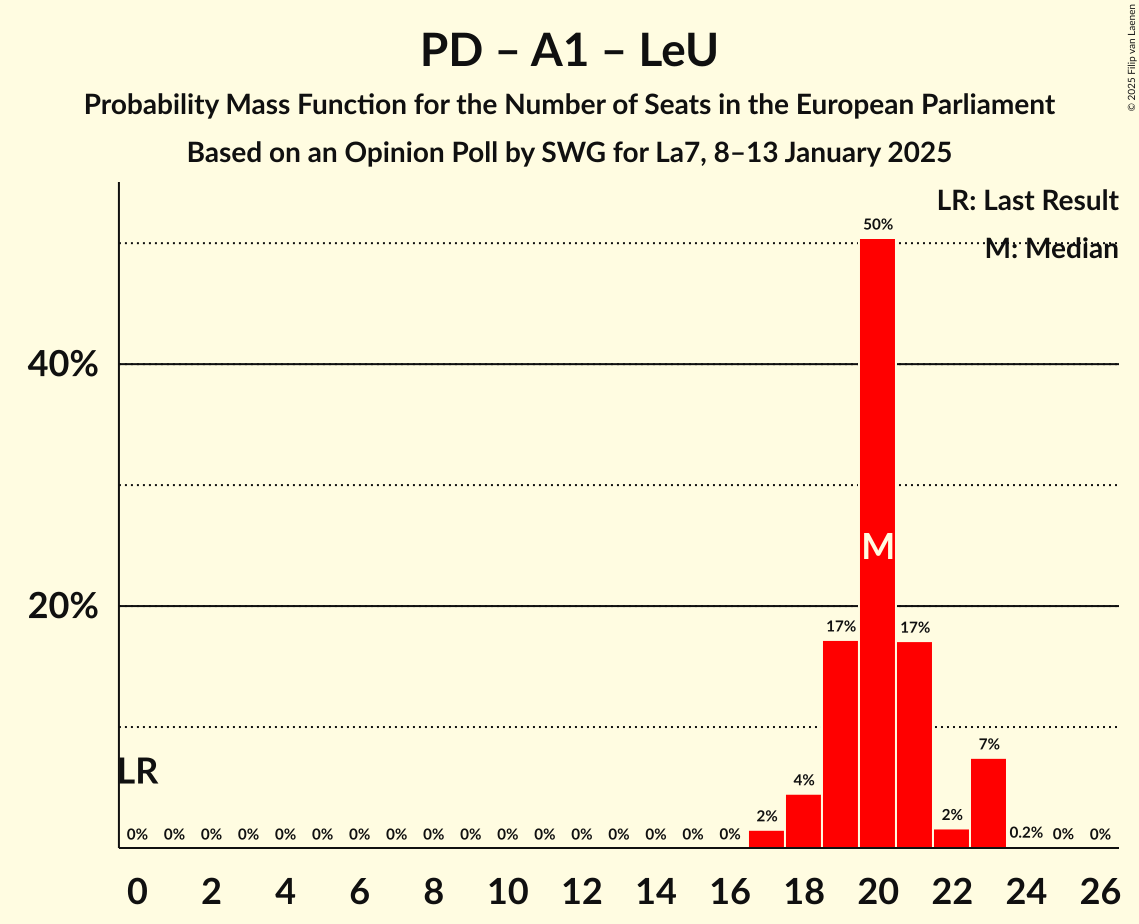 PD – A1 – LeU
Probability Mass Function for the Number of Seats in the European Parliament
Based on an Opinion Poll by SWG for La7, 8–13 January 2025
© 2025 Filip van Laenen
LR: Last Result
M: Median
50%
40%
M
20%
17%
17%
7%
LR
4%
2%
2%
0% 0% 0% 0% 0% 0% 0% 0% 0% 0% 0% 0% 0% 0% 0% 0% 0% 0.2% 0% 0%
0 2 4 6 8 10 12 14 16 18 20 22 24 26